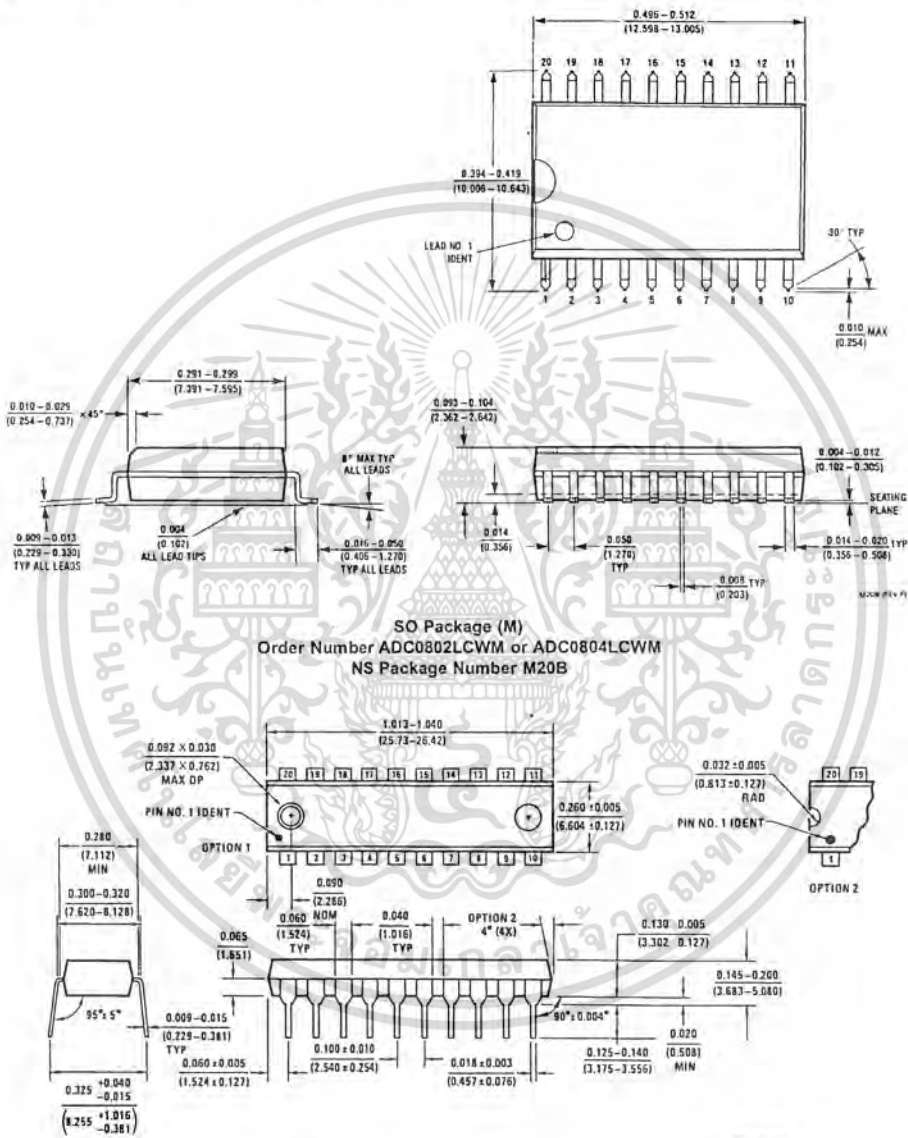 0.496–0.512
(12.598–13.005)
20 19 18 17 16 15 14 13 12 11
0.394–0.419
(10.008–10.643)
LEAD NO. 1
IDENT
30° TYP
1 2 3 4 5 6 7 8 9 10
0.010 MAX
(0.254)
0.291–0.299
(7.391–7.595)
0.010–0.029 × 45°
(0.254–0.737)
8° MAX TYP
ALL LEADS
0.009–0.013
(0.229–0.330)
TYP ALL LEADS
0.004
(0.102)
ALL LEAD TIPS
0.016–0.050
(0.406–1.270)
TYP ALL LEADS
0.093–0.104
(2.362–2.642)
0.004–0.012
(0.102–0.305)
SEATING
PLANE
0.014
(0.356)
0.050
(1.270)
TYP
0.014–0.020 TYP
(0.356–0.508)
0.008 TYP
(0.203)
M20B (REV F)
SO Package (M)
Order Number ADC0802LCWM or ADC0804LCWM
NS Package Number M20B
1.013–1.040
(25.73–26.42)
0.092 × 0.030
(2.337 × 0.762)
MAX DP
20 19 18 17 16 15 14 13 12 11
PIN NO. 1 IDENT
OPTION 1
0.260 ±0.005
(6.604 ±0.127)
1 2 3 4 5 6 7 8 9 10
0.032 ±0.005
(0.813 ±0.127)
RAD
20 19
PIN NO. 1 IDENT
1
OPTION 2
0.280
(7.112)
MIN
0.300–0.320
(7.620–8.128)
0.090
(2.286)
NOM
0.060
(1.524)
TYP
0.040
(1.016)
TYP
OPTION 2
4° (4X)
0.130 0.005
(3.302 0.127)
0.065
(1.651)
0.145–0.200
(3.683–5.080)
95° ± 5°
0.009–0.015
(0.229–0.381)
TYP
90° ± 0.004°
0.020
(0.508)
MIN
0.060 ±0.005
(1.524 ±0.127)
0.100 ±0.010
(2.540 ±0.254)
0.018 ±0.003
(0.457 ±0.076)
0.125–0.140
(3.175–3.556)
0.325 +0.040
–0.015
(8.255 +1.016
–0.381)